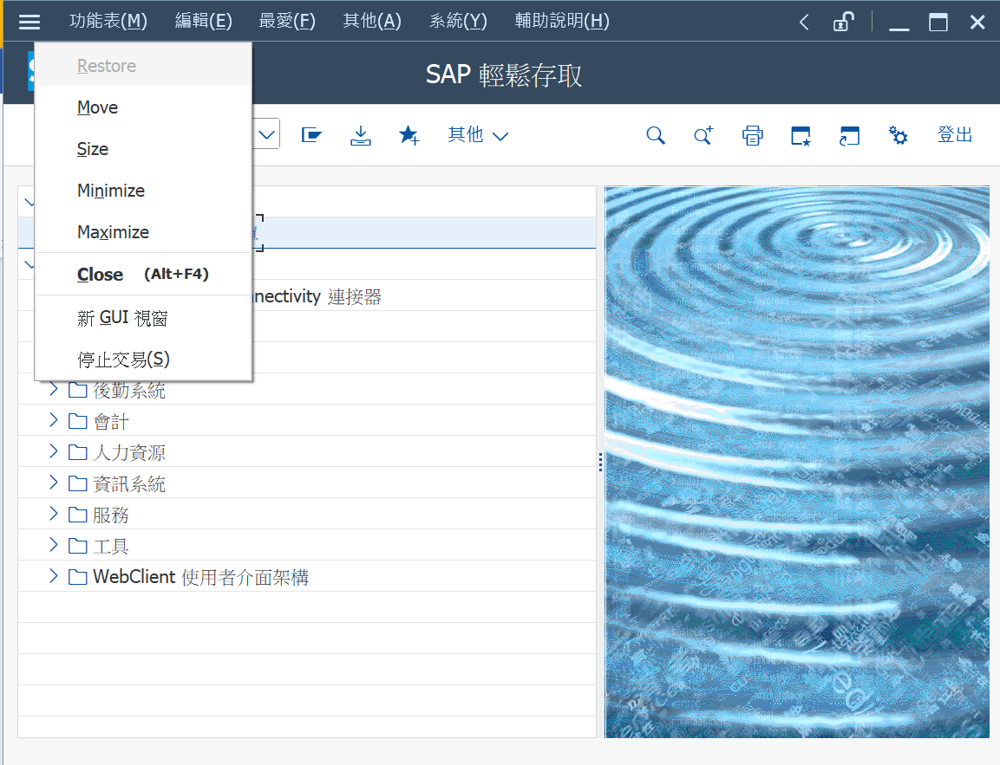 功能表(M) 編輯(E) 最愛(F) 其他(A) 系統(Y) 輔助說明(H)
SAP 輕鬆存取
Restore
Move
Size
Minimize
Maximize
Close (Alt+F4)
新 GUI 視窗
停止交易(S)
其他
登出
nnectivity 連接器
後勤系統
會計
人力資源
資訊系統
服務
工具
WebClient 使用者介面架構